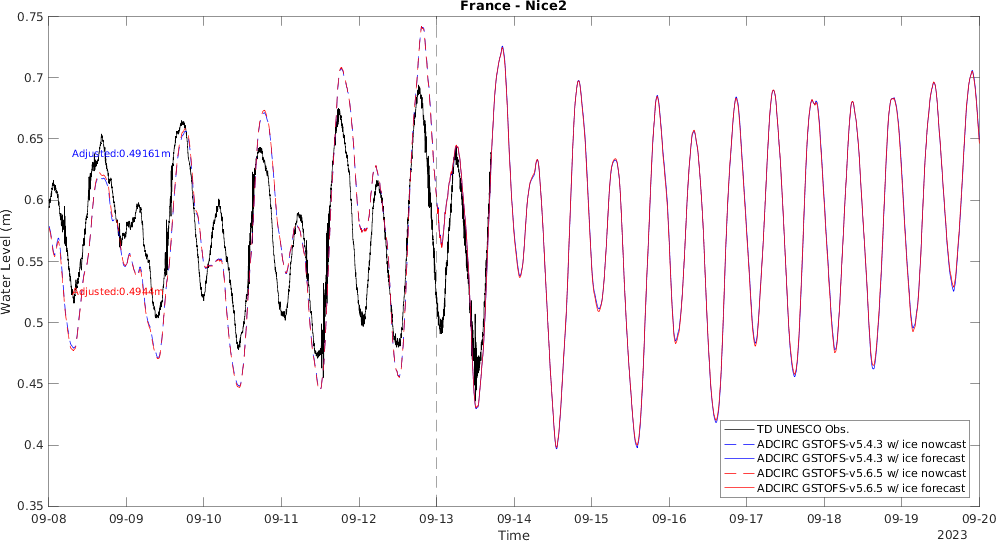 France - Nice2
0.75
0.7
0.65
0.6
0.55
0.5
0.45
0.4
0.35
Water Level (m)
Adjusted:0.49161m
Adjusted:0.4944m
TD UNESCO Obs.
ADCIRC GSTOFS-v5.4.3 w/ ice nowcast
ADCIRC GSTOFS-v5.4.3 w/ ice forecast
ADCIRC GSTOFS-v5.6.5 w/ ice nowcast
ADCIRC GSTOFS-v5.6.5 w/ ice forecast
09-08 09-09 09-10 09-11 09-12 09-13 09-14 09-15 09-16 09-17 09-18 09-19 09-20
Time
2023